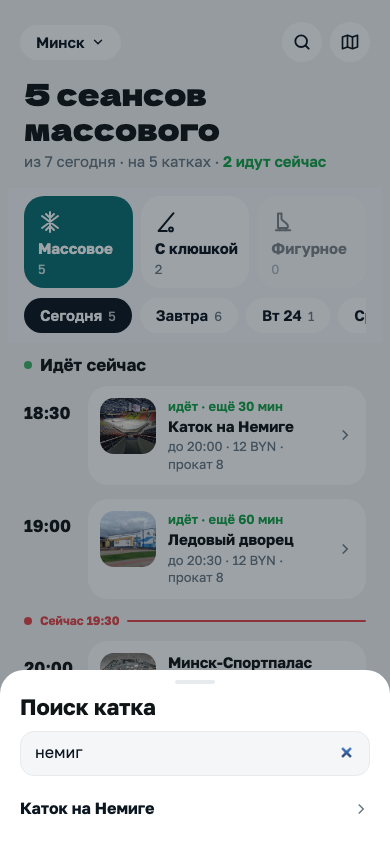 Минск
5 сеансов
массового
из 7 сегодня · на 5 катках · 2 идут сейчас
Массовое
5
С клюшкой
2
Фигурное
0
Сегодня 5
Завтра 6
Вт 24 1
Идёт сейчас
18:30
идёт · ещё 30 мин
Каток на Немиге
до 20:00 · 12 BYN ·
прокат 8
19:00
идёт · ещё 60 мин
Ледовый дворец
до 20:30 · 12 BYN ·
прокат 8
Сейчас 19:30
20:00
Минск-Спортпалас
Поиск катка
немиг
Каток на Немиге